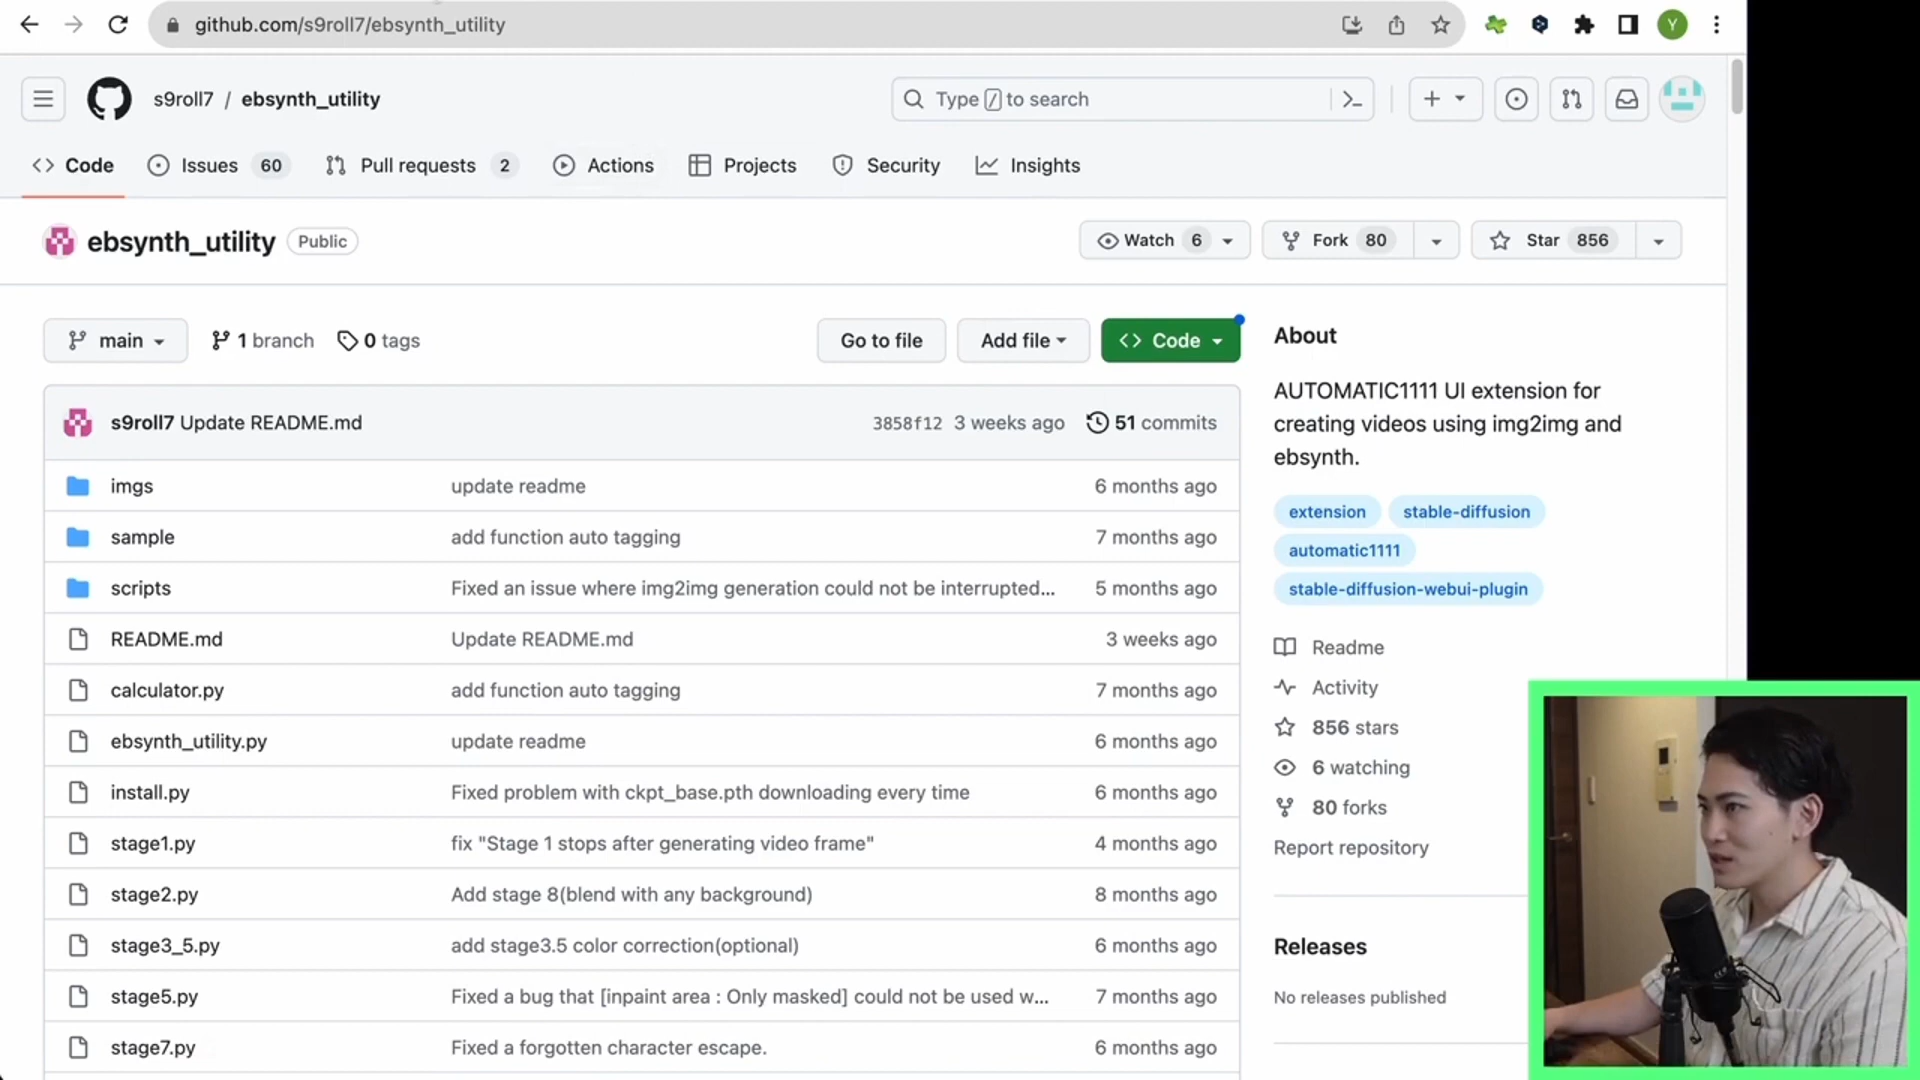 github.com/s9roll7/ebsynth_utility
Y
s9roll7 / ebsynth_utility
Type / to search
Code
Issues 60
Pull requests 2
Actions
Projects
Security
Insights
ebsynth_utility Public
Watch 6
Fork 80
Star 856
main
1 branch
0 tags
Go to file
Add file
Code
s9roll7 Update README.md 3858f12 3 weeks ago 51 commits
imgs update readme 6 months ago
sample add function auto tagging 7 months ago
scripts Fixed an issue where img2img generation could not be interrupted... 5 months ago
README.md Update README.md 3 weeks ago
calculator.py add function auto tagging 7 months ago
ebsynth_utility.py update readme 6 months ago
install.py Fixed problem with ckpt_base.pth downloading every time 6 months ago
stage1.py fix "Stage 1 stops after generating video frame" 4 months ago
stage2.py Add stage 8(blend with any background) 8 months ago
stage3_5.py add stage3.5 color correction(optional) 6 months ago
stage5.py Fixed a bug that [inpaint area : Only masked] could not be used w... 7 months ago
stage7.py Fixed a forgotten character escape. 6 months ago
About
AUTOMATIC1111 UI extension for
creating videos using img2img and
ebsynth.
extension stable-diffusion
automatic1111
stable-diffusion-webui-plugin
Readme
Activity
856 stars
6 watching
80 forks
Report repository
Releases
No releases published